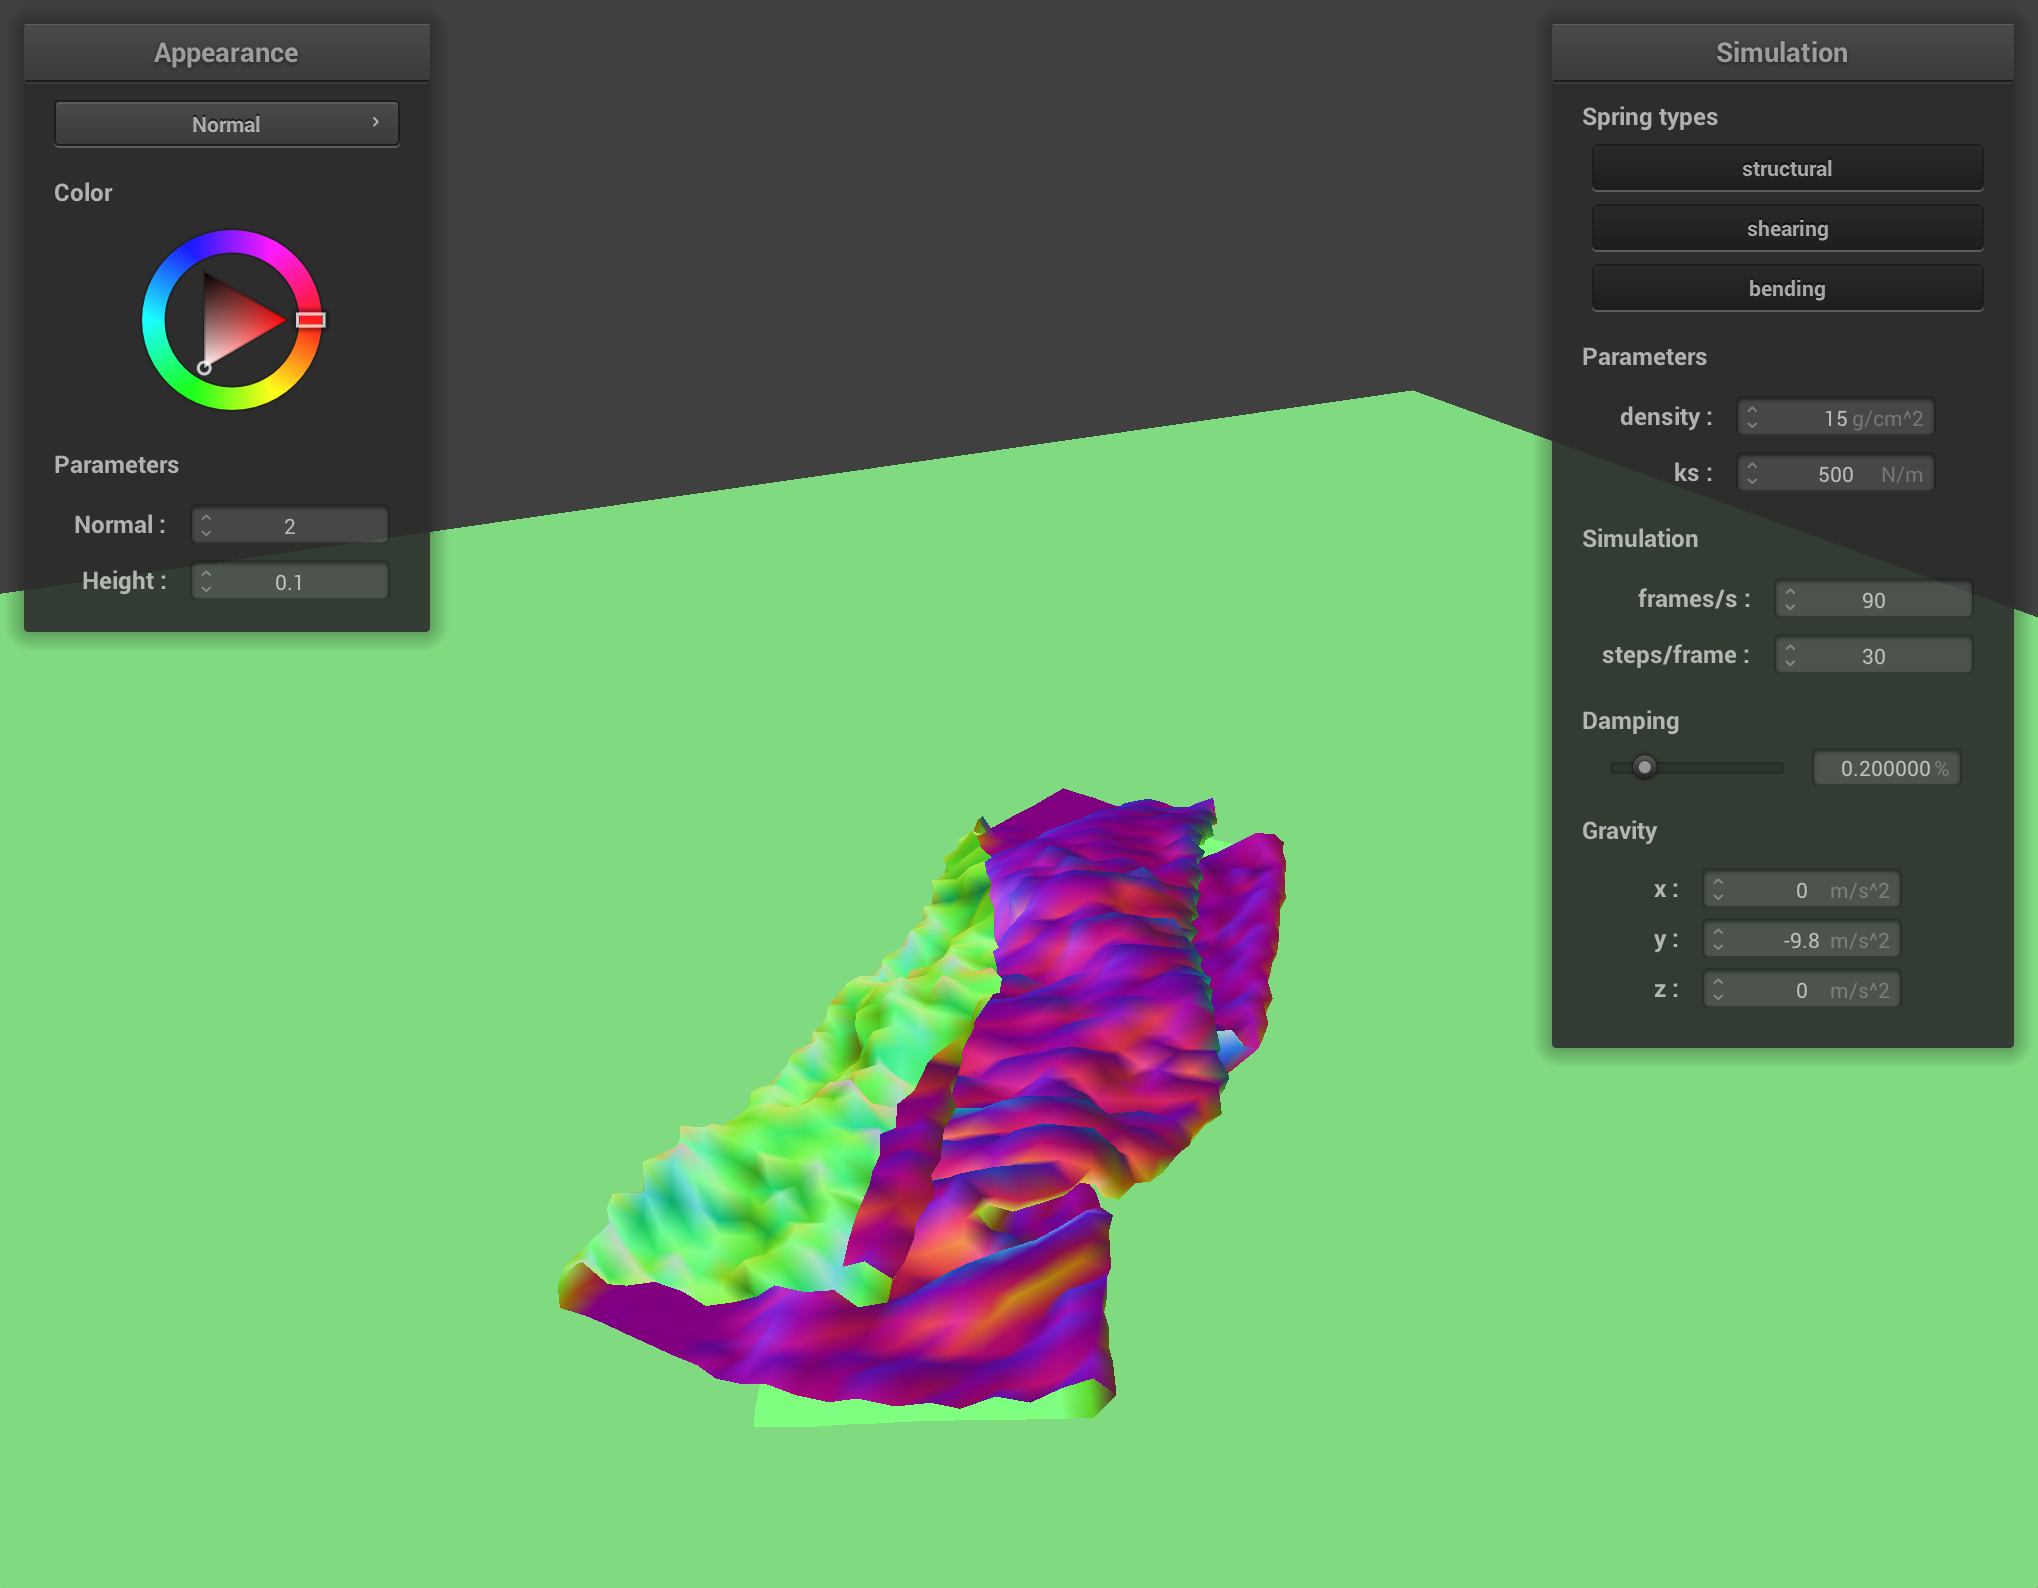 Appearance
Normal
Color
Parameters
Normal : 2
Height : 0.1
Simulation
Spring types
structural
shearing
bending
Parameters
density : 15 g/cm^2
ks : 500 N/m
Simulation
frames/s : 90
steps/frame : 30
Damping
0.200000 %
Gravity
x : 0 m/s^2
y : -9.8 m/s^2
z : 0 m/s^2